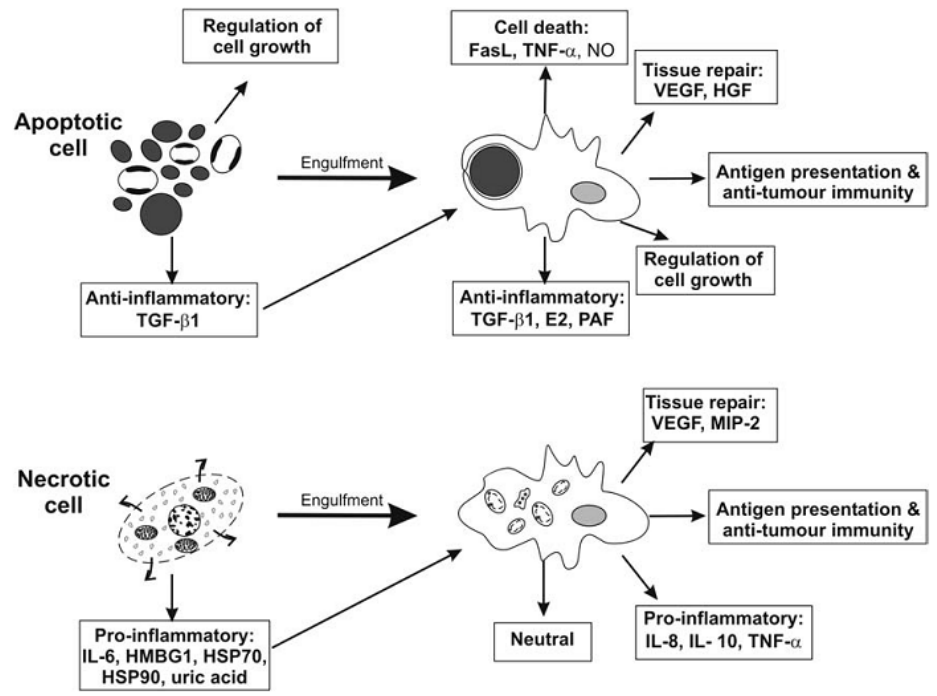 Regulation of
cell growth
Cell death:
FasL, TNF-α, NO
Tissue repair:
VEGF, HGF
Apoptotic
cell
Engulfment
Antigen presentation &
anti-tumour immunity
Regulation of
cell growth
Anti-inflammatory:
TGF-β1
Anti-inflammatory:
TGF-β1, E2, PAF
Tissue repair:
VEGF, MIP-2
Necrotic
cell
Engulfment
Antigen presentation &
anti-tumour immunity
Pro-inflammatory:
IL-6, HMBG1, HSP70,
HSP90, uric acid
Neutral
Pro-inflammatory:
IL-8, IL- 10, TNF-α